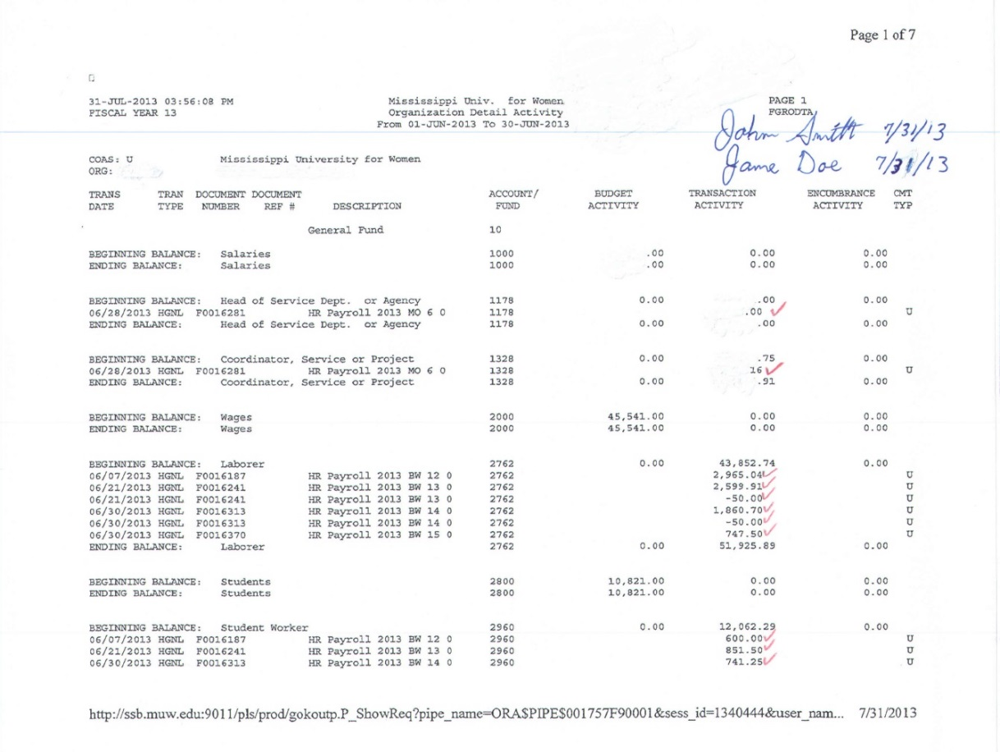 Page 1 of 7
31-JUL-2013 03:56:08 PM Mississippi Univ. for Women PAGE 1
FISCAL YEAR 13 Organization Detail Activity FGRODTA
From 01-JUN-2013 To 30-JUN-2013
John Smith 7/31/13
COAS: U Mississippi University for Women
Jame Doe 7/31/13
ORG:
TRANS TRAN DOCUMENT DOCUMENT ACCOUNT/ BUDGET TRANSACTION ENCUMBRANCE CMT
DATE TYPE NUMBER REF # DESCRIPTION FUND ACTIVITY ACTIVITY ACTIVITY TYP
General Fund 10
BEGINNING BALANCE: Salaries 1000 .00 0.00 0.00
ENDING BALANCE: Salaries 1000 .00 0.00 0.00
BEGINNING BALANCE: Head of Service Dept. or Agency 1178 0.00 .00 0.00
06/28/2013 HGNL F0016281 HR Payroll 2013 MO 6 0 1178 .00 U
ENDING BALANCE: Head of Service Dept. or Agency 1178 0.00 .00 0.00
BEGINNING BALANCE: Coordinator, Service or Project 1328 0.00 .75 0.00
06/28/2013 HGNL F0016281 HR Payroll 2013 MO 6 0 1328 16 U
ENDING BALANCE: Coordinator, Service or Project 1328 0.00 .91 0.00
BEGINNING BALANCE: Wages 2000 45,541.00 0.00 0.00
ENDING BALANCE: Wages 2000 45,541.00 0.00 0.00
BEGINNING BALANCE: Laborer 2762 0.00 43,852.74 0.00
06/07/2013 HGNL F0016187 HR Payroll 2013 BW 12 0 2762 2,965.04 U
06/21/2013 HGNL F0016241 HR Payroll 2013 BW 13 0 2762 2,599.91 U
06/21/2013 HGNL F0016241 HR Payroll 2013 BW 13 0 2762 -50.00 U
06/30/2013 HGNL F0016313 HR Payroll 2013 BW 14 0 2762 1,860.70 U
06/30/2013 HGNL F0016313 HR Payroll 2013 BW 14 0 2762 -50.00 U
06/30/2013 HGNL F0016370 HR Payroll 2013 BW 15 0 2762 747.50 U
ENDING BALANCE: Laborer 2762 0.00 51,925.89 0.00
BEGINNING BALANCE: Students 2800 10,821.00 0.00 0.00
ENDING BALANCE: Students 2800 10,821.00 0.00 0.00
BEGINNING BALANCE: Student Worker 2960 0.00 12,062.29 0.00
06/07/2013 HGNL F0016187 HR Payroll 2013 BW 12 0 2960 600.00 U
06/21/2013 HGNL F0016241 HR Payroll 2013 BW 13 0 2960 851.50 U
06/30/2013 HGNL F0016313 HR Payroll 2013 BW 14 0 2960 741.25 U
http://ssb.muw.edu:9011/pls/prod/gokoutp.P_ShowReq?pipe_name=ORA$PIPE$001757F90001&sess_id=1340444&user_nam... 7/31/2013